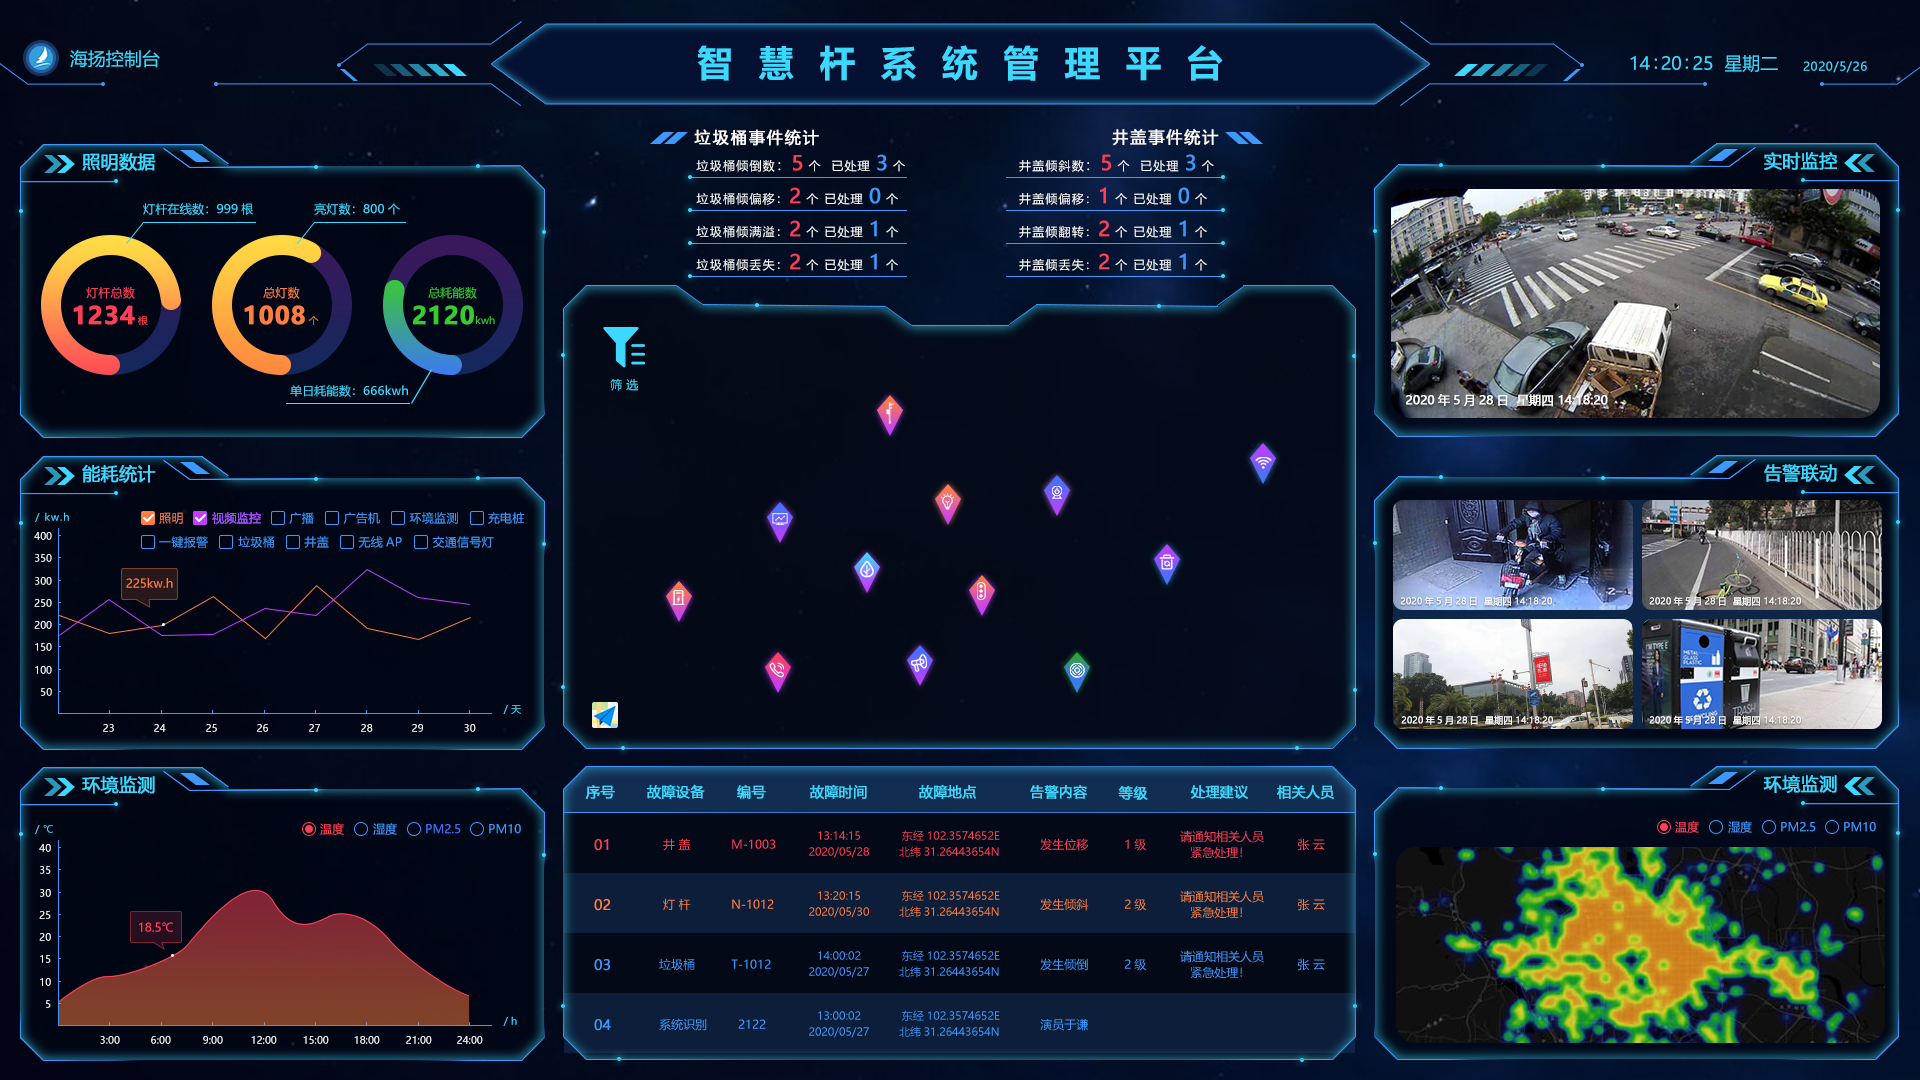 海扬控制台
智慧杆系统管理平台
14:20:25 星期二 2020/5/26
照明数据
灯杆在线数：999 根
亮灯数：800 个
灯杆总数
1234 根
总灯数
1008 个
总耗能数
2120 kwh
单日耗能数：666kwh
能耗统计
/ kw.h
照明 视频监控 广播 广告机 环境监测 充电桩
一键报警 垃圾桶 井盖 无线 AP 交通信号灯
400
350
300
250
200
150
100
50
225kw.h
/ 天
23 24 25 26 27 28 29 30
环境监测
/ ℃
温度 湿度 PM2.5 PM10
40
35
30
25
20
15
10
5
18.5℃
/ h
3:00 6:00 9:00 12:00 15:00 18:00 21:00 24:00
垃圾桶事件统计
垃圾桶倾倒数：5 个 已处理 3 个
垃圾桶倾偏移：2 个 已处理 0 个
垃圾桶倾满溢：2 个 已处理 1 个
垃圾桶倾丢失：2 个 已处理 1 个
井盖事件统计
井盖倾斜数：5 个 已处理 3 个
井盖倾偏移：1 个 已处理 0 个
井盖倾翻转：2 个 已处理 1 个
井盖倾丢失：2 个 已处理 1 个
筛 选
序号 故障设备 编号 故障时间 故障地点 告警内容 等级 处理建议 相关人员
01 井 盖 M-1003 13:14:15 东经 102.3574652E 发生位移 1 级 请通知相关人员 张 云
2020/05/28 北纬 31.26443654N 紧急处理！
02 灯 杆 N-1012 13:20:15 东经 102.3574652E 发生倾斜 2 级 请通知相关人员 张 云
2020/05/30 北纬 31.26443654N 紧急处理！
03 垃圾桶 T-1012 14:00:02 东经 102.3574652E 发生倾倒 2 级 请通知相关人员 张 云
2020/05/27 北纬 31.26443654N 紧急处理！
04 系统识别 2122 13:00:02 东经 102.3574652E 演员于谦
2020/05/27 北纬 31.26443654N
实时监控
2020 年 5 月 28 日 星期四 14:18:20
告警联动
2020 年 5 月 28 日 星期四 14:18:20
2020 年 5 月 28 日 星期四 14:18:20
2020 年 5 月 28 日 星期四 14:18:20
METAL
GLASS
PLASTIC
TRASH
2020 年 5 月 28 日 星期四 14:18:20
环境监测
温度 湿度 PM2.5 PM10